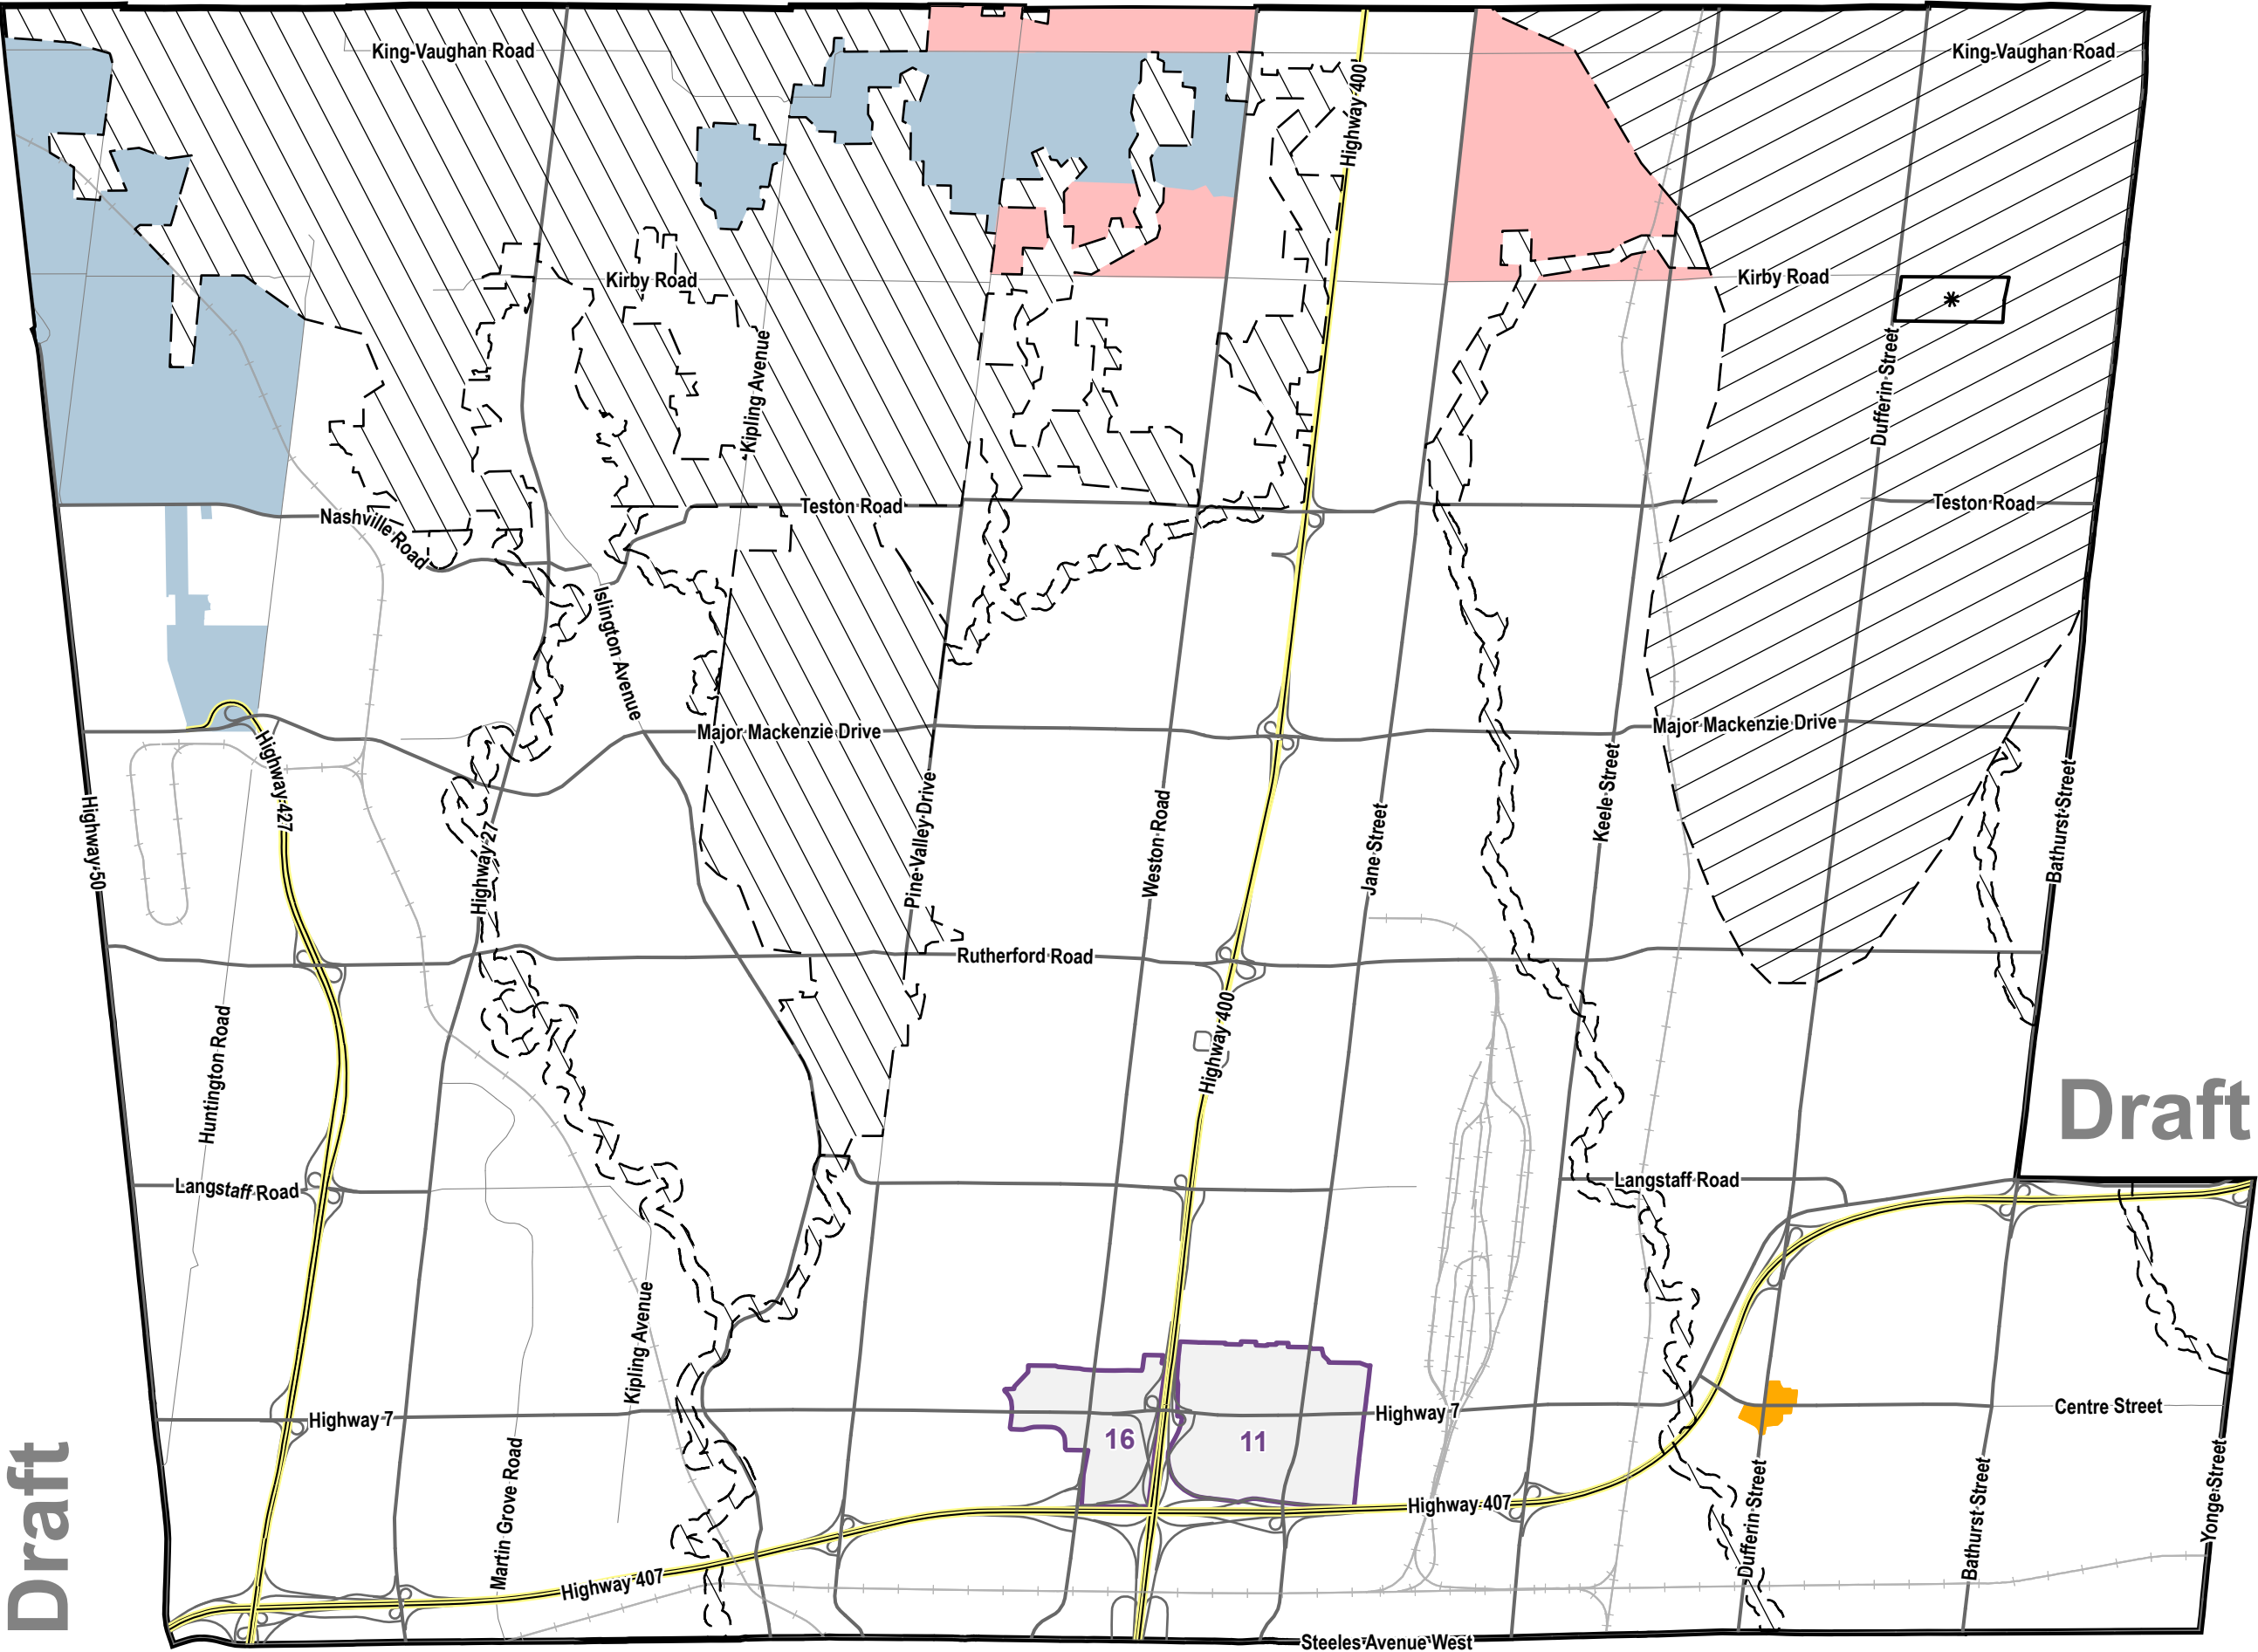 King-Vaughan Road
King-Vaughan Road
Highway 400
Kirby Road
Kirby Road
*
Kipling Avenue
Dufferin Street
Teston Road
Teston Road
Nashville Road
Islington Avenue
Major Mackenzie Drive
Major Mackenzie Drive
Highway 427
Highway 50
Highway 27
Pine Valley Drive
Weston Road
Jane Street
Keele Street
Bathurst Street
Rutherford Road
Huntington Road
Highway 400
Draft
Langstaff Road
Langstaff Road
Kipling Avenue
Highway 7
Highway 7
Centre Street
16
11
Draft
Martin Grove Road
Highway 407
Highway 407
Dufferin Street
Bathurst Street
Yonge Street
Steeles Avenue West